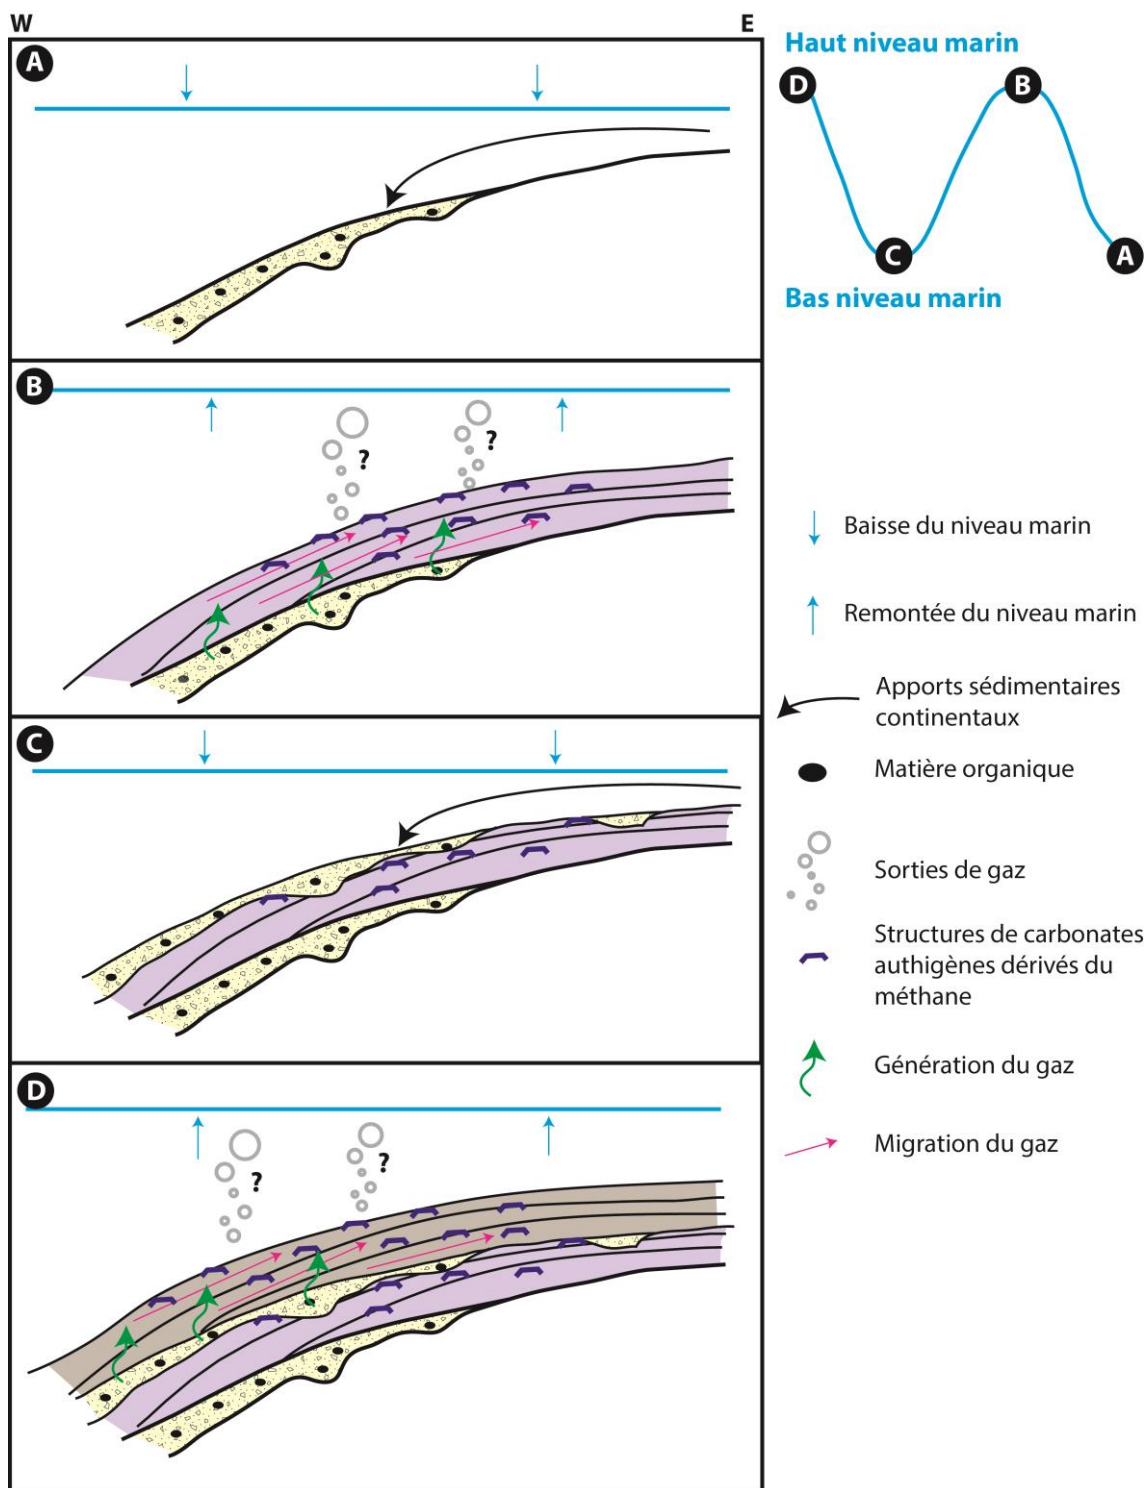 W
E
A
Haut niveau marin
D
B
C
A
Bas niveau marin
B
?
?
Baisse du niveau marin
Remontée du niveau marin
Apports sédimentaires
continentaux
C
Matière organique
Sorties de gaz
Structures de carbonates
authigènes dérivés du
méthane
Génération du gaz
D
?
?
Migration du gaz